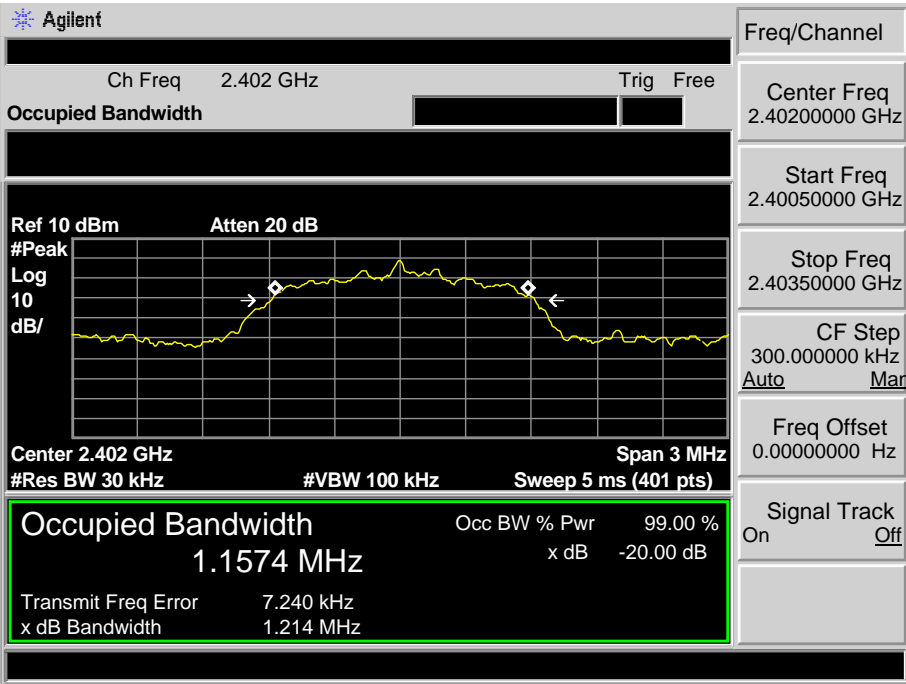 Agilent
Freq/Channel
Ch Freq 2.402 GHz Trig Free
Occupied Bandwidth
Center Freq
2.40200000 GHz
Start Freq
2.40050000 GHz
Ref 10 dBm Atten 20 dB
#Peak
Log
10
dB/
Stop Freq
2.40350000 GHz
CF Step
300.000000 kHz
Auto Mar
Center 2.402 GHz Span 3 MHz
#Res BW 30 kHz #VBW 100 kHz Sweep 5 ms (401 pts)
Freq Offset
0.00000000 Hz
Occupied Bandwidth Occ BW % Pwr 99.00 %
1.1574 MHz x dB -20.00 dB
Transmit Freq Error 7.240 kHz
x dB Bandwidth 1.214 MHz
Signal Track
On Off